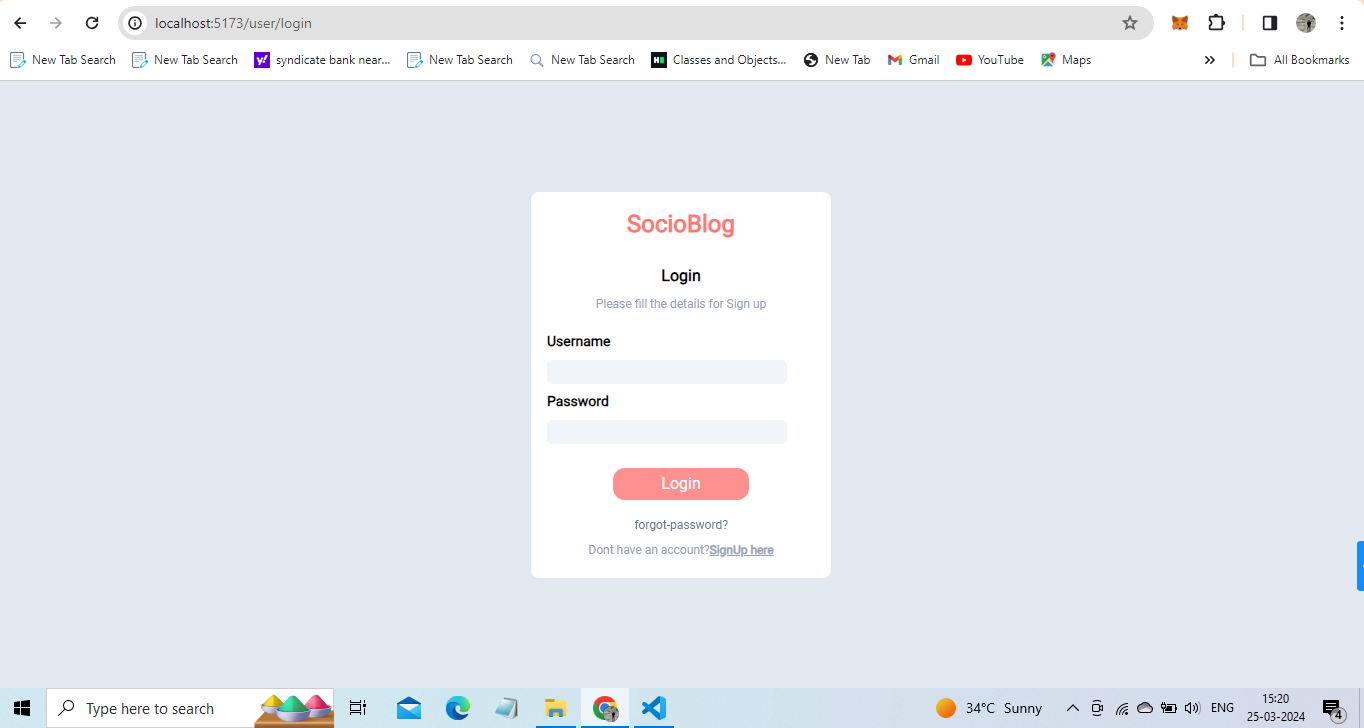 localhost:5173/user/login
New Tab Search New Tab Search syndicate bank near... New Tab Search New Tab Search Classes and Objects... New Tab Gmail YouTube Maps » All Bookmarks
SocioBlog
Login
Please fill the details for Sign up
Username
Password
Login
forgot-password?
Dont have an account?SignUp here
Type here to search
34°C Sunny
ENG
15:20
25-03-2024
4